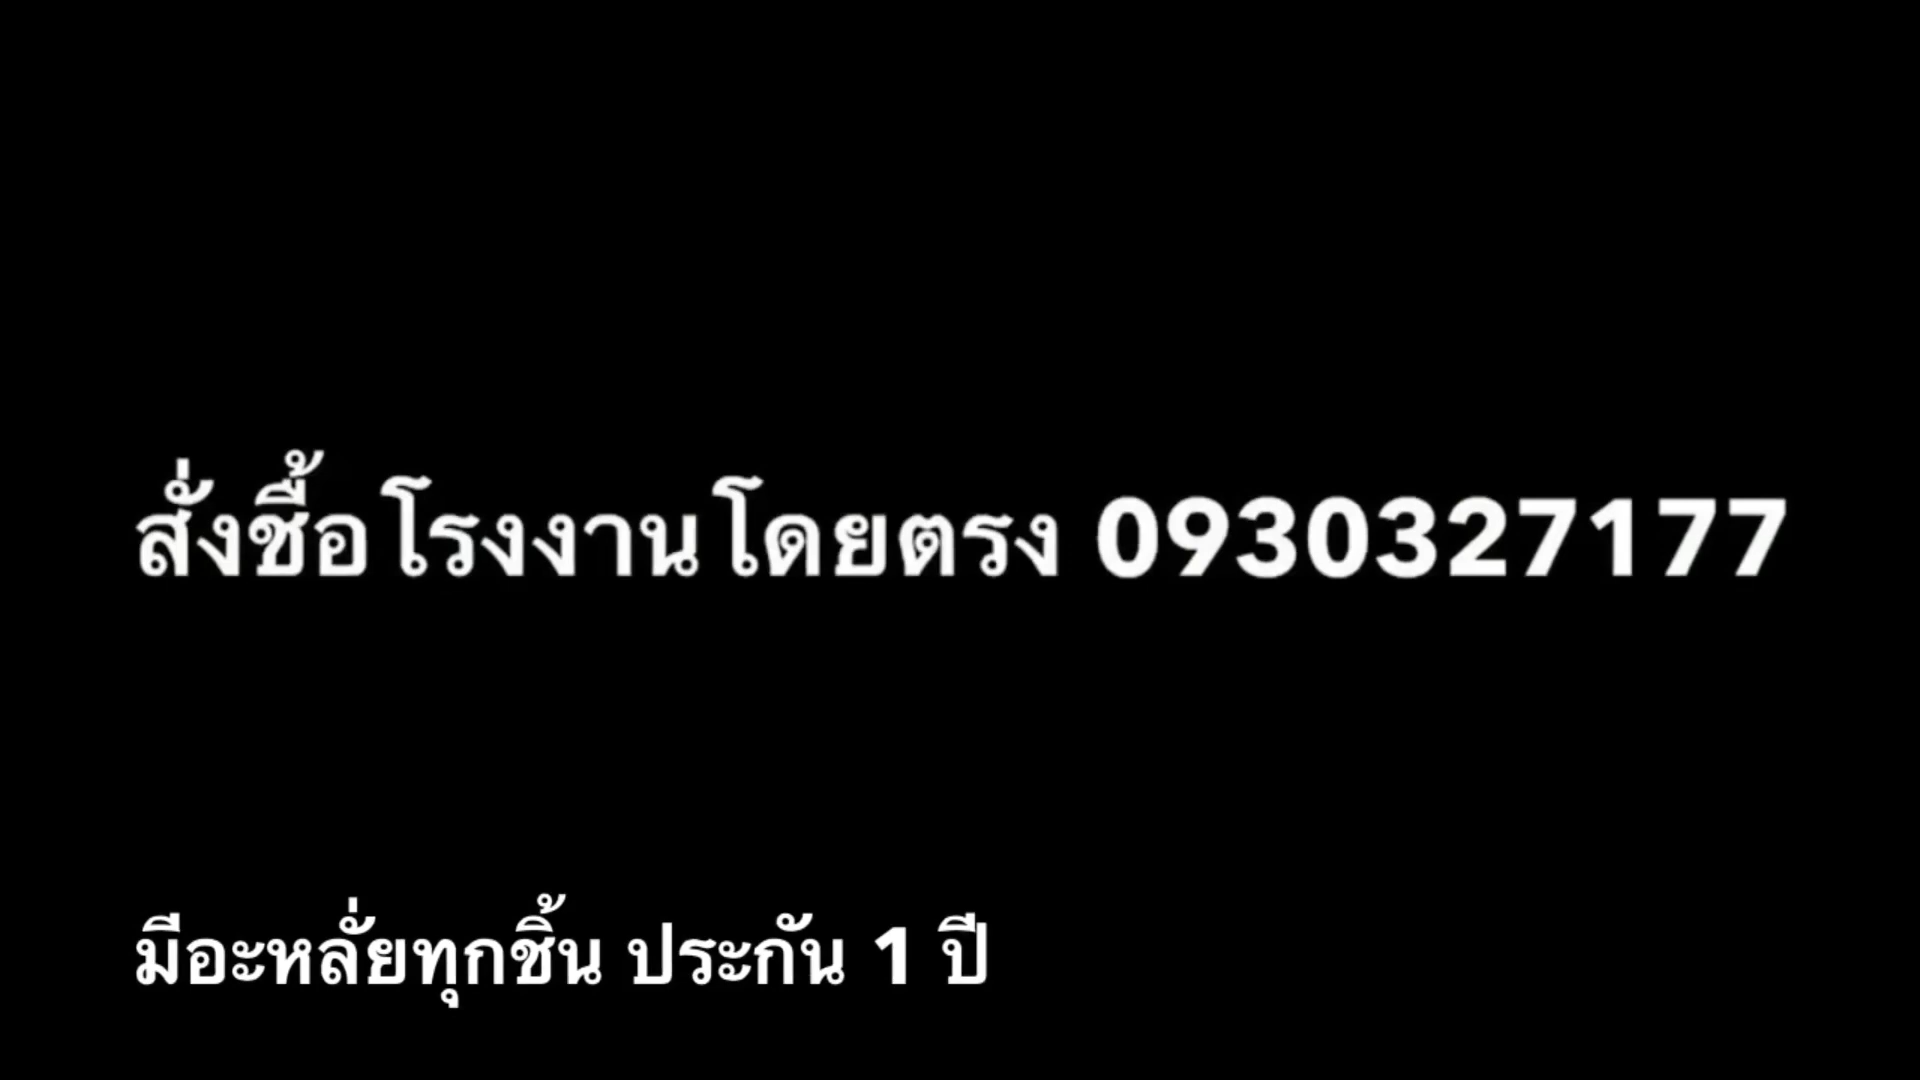 สั่งซื้อโรงงานโดยตรง 0930327177
มีอะหลั่ยทุกชิ้น ประกัน 1 ปี